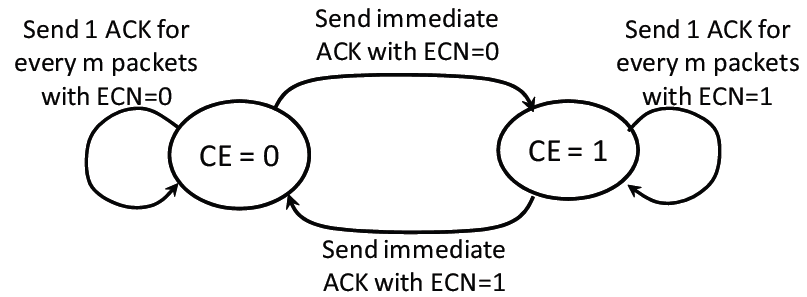 Send 1 ACK for
every m packets
with ECN=0
Send immediate
ACK with ECN=0
Send 1 ACK for
every m packets
with ECN=1
CE = 0
CE = 1
Send immediate
ACK with ECN=1